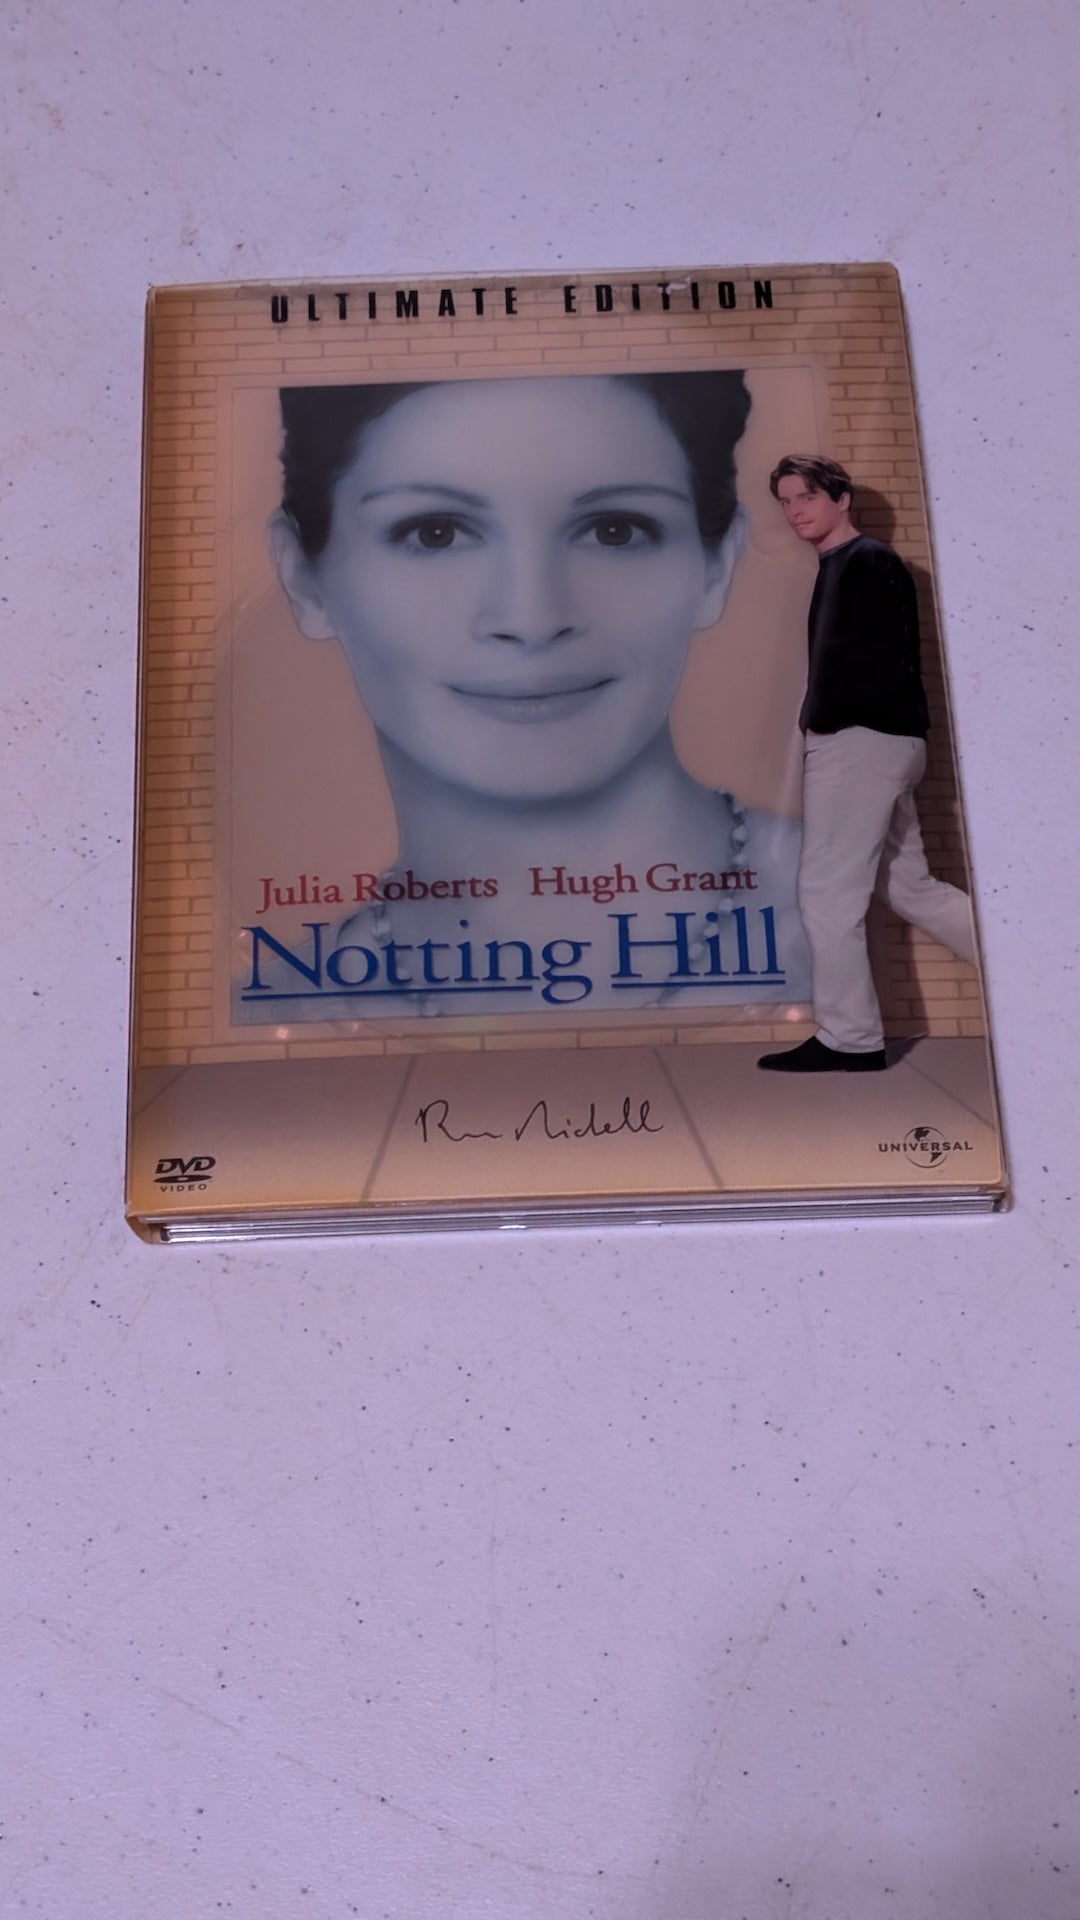 ULTIMATE EDITION
Julia Roberts Hugh Grant
Notting Hill
DVD
VIDEO
UNIVERSAL